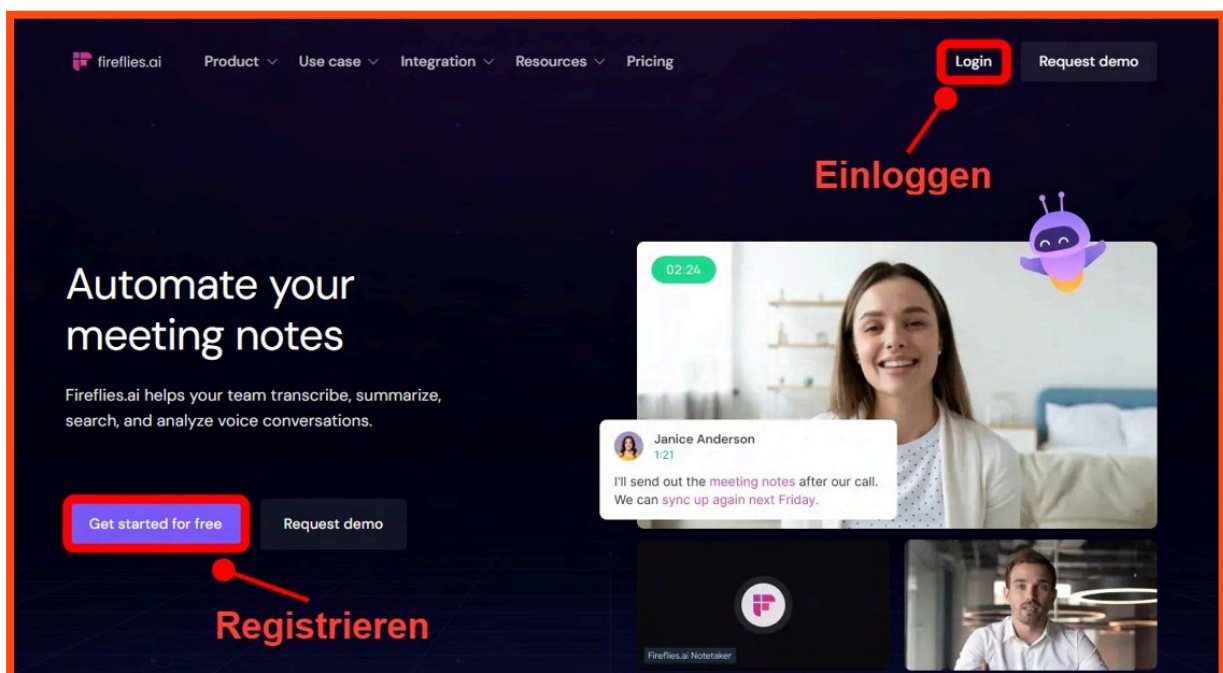 fireflies.ai Product Use case Integration Resources Pricing Login Request demo
Einloggen
Automate your
meeting notes
Fireflies.ai helps your team transcribe, summarize,
search, and analyze voice conversations.
Get started for free Request demo
Registrieren
02:24
Janice Anderson
1:21
I'll send out the meeting notes after our call.
We can sync up again next Friday.
Fireflies.ai Notetaker